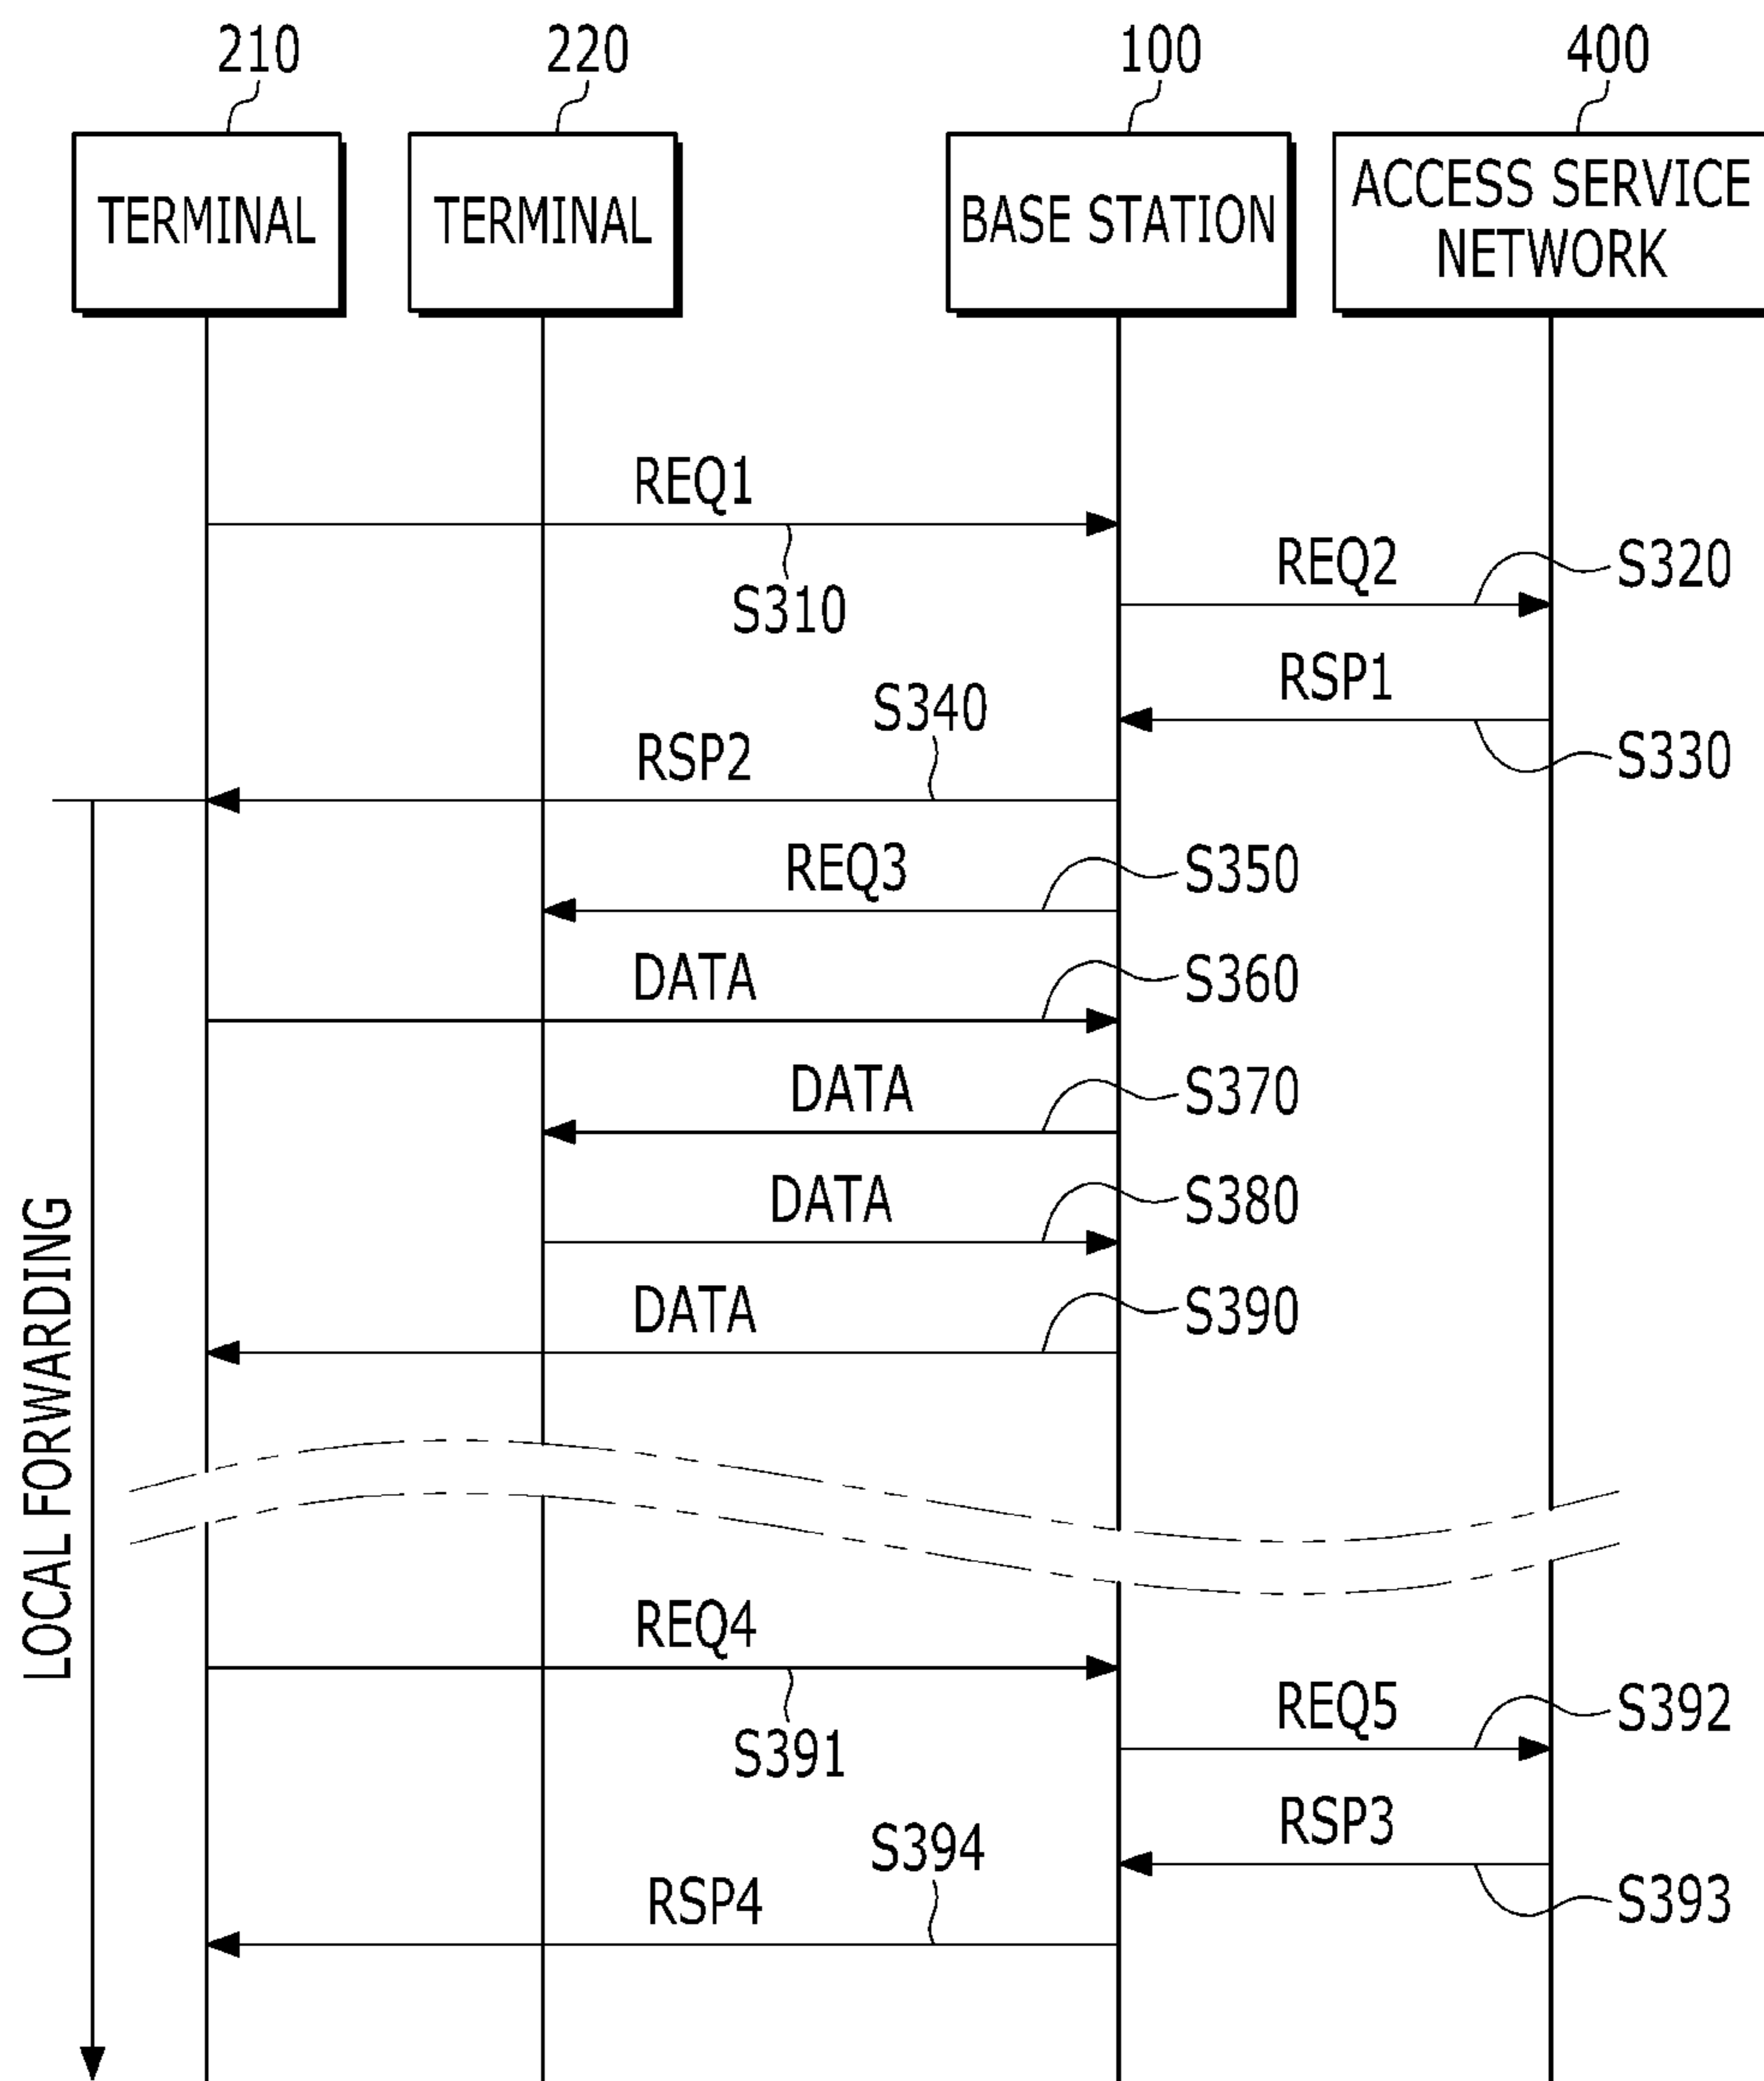 210
220
100
400
TERMINAL
TERMINAL
BASE STATION
ACCESS SERVICE
NETWORK
REQ1
S310
REQ2
S320
RSP1
S330
S340
RSP2
REQ3
S350
DATA
S360
DATA
S370
DATA
S380
DATA
S390
LOCAL FORWARDING
REQ4
S391
REQ5
S392
RSP3
S393
S394
RSP4